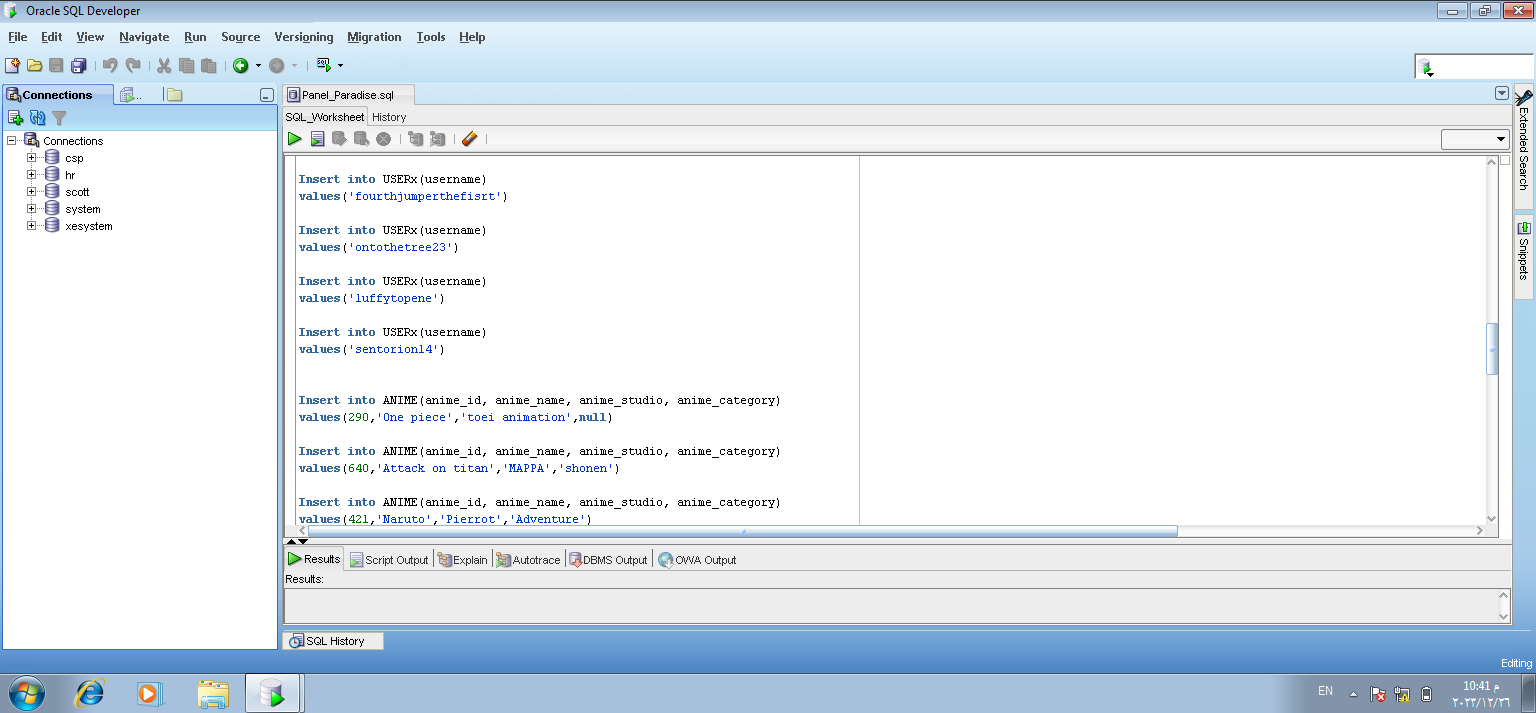 Oracle SQL Developer
File Edit View Navigate Run Source Versioning Migration Tools Help
Connections
Panel_Paradise.sql
SQL_Worksheet History
Connections
csp
hr
scott
system
xesystem
Insert into USERx(username)
values('fourthjumperthefisrt')
Insert into USERx(username)
values('ontothetree23')
Insert into USERx(username)
values('luffytopene')
Insert into USERx(username)
values('sentorion14')
Insert into ANIME(anime_id, anime_name, anime_studio, anime_category)
values(290,'One piece','toei animation',null)
Insert into ANIME(anime_id, anime_name, anime_studio, anime_category)
values(640,'Attack on titan','MAPPA','shonen')
Insert into ANIME(anime_id, anime_name, anime_studio, anime_category)
values(421,'Naruto','Pierrot','Adventure')
Extended Search
Snippets
Results Script Output Explain Autotrace DBMS Output OWA Output
Results:
SQL History
Editing
EN
10:41 م
٢٠٢٣/١٢/٢٦